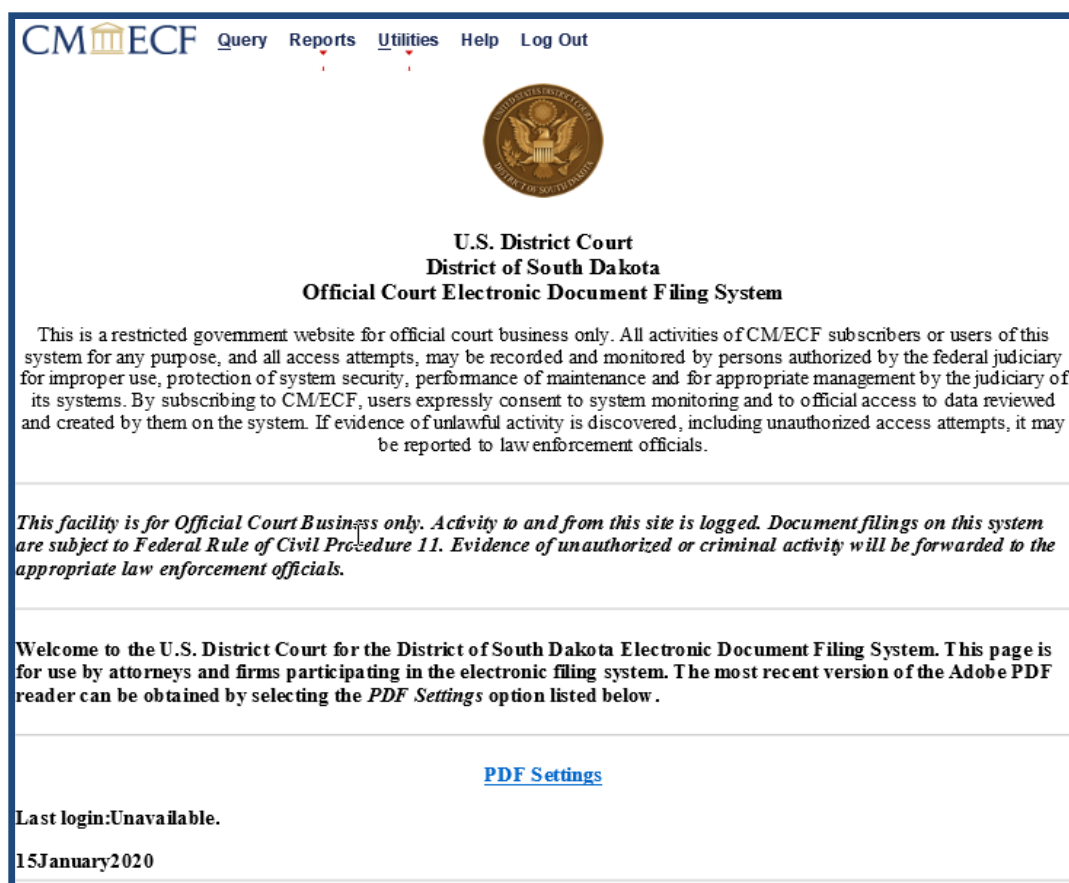 CM ECF Query Reports Utilities Help Log Out
UNITED STATES DISTRICT COURT
DISTRICT OF SOUTH DAKOTA
U.S. District Court
District of South Dakota
Official Court Electronic Document Filing System
This is a restricted government website for official court business only. All activities of CM/ECF subscribers or users of this
system for any purpose, and all access attempts, may be recorded and monitored by persons authorized by the federal judiciary
for improper use, protection of system security, performance of maintenance and for appropriate management by the judiciary of
its systems. By subscribing to CM/ECF, users expressly consent to system monitoring and to official access to data reviewed
and created by them on the system. If evidence of unlawful activity is discovered, including unauthorized access attempts, it may
be reported to law enforcement officials.
This facility is for Official Court Business only. Activity to and from this site is logged. Document filings on this system
are subject to Federal Rule of Civil Procedure 11. Evidence of unauthorized or criminal activity will be forwarded to the
appropriate law enforcement officials.
Welcome to the U.S. District Court for the District of South Dakota Electronic Document Filing System. This page is
for use by attorneys and firms participating in the electronic filing system. The most recent version of the Adobe PDF
reader can be obtained by selecting the PDF Settings option listed below.
PDF Settings
Last login:Unavailable.
15January2020